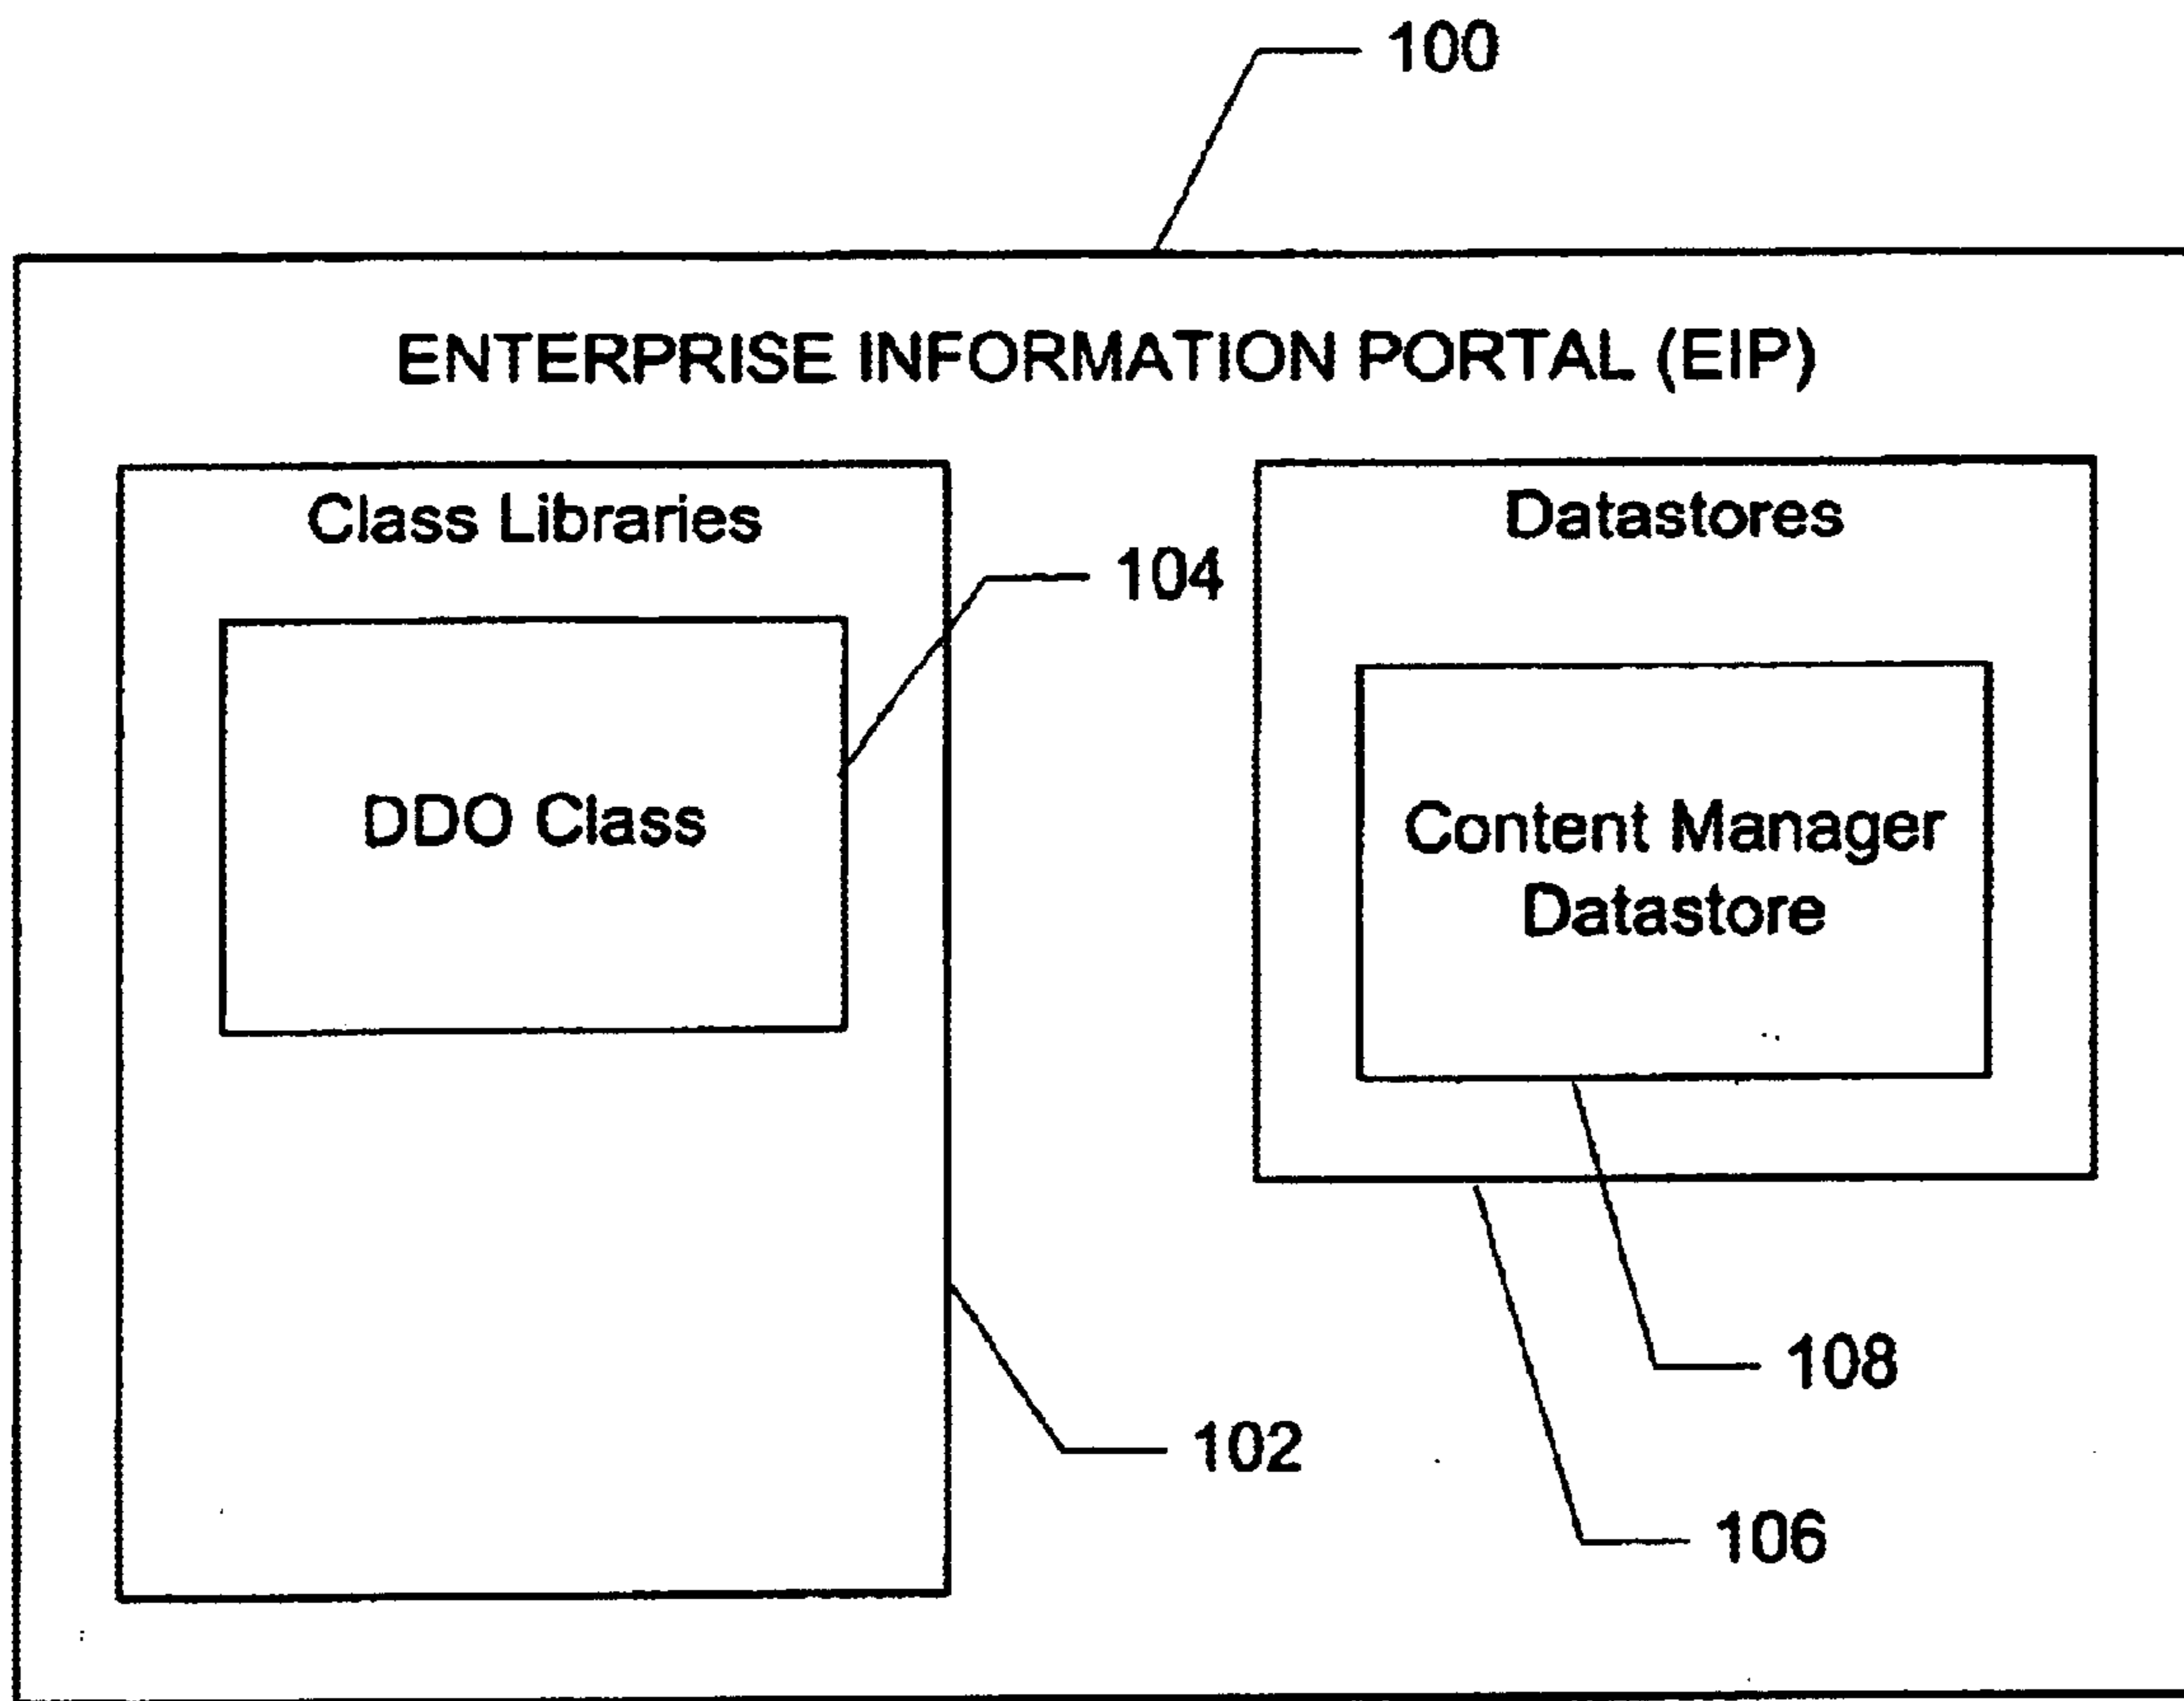 100
ENTERPRISE INFORMATION PORTAL (EIP)
Class Libraries
104
DDO Class
Datastores
Content Manager
Datastore
108
102
106